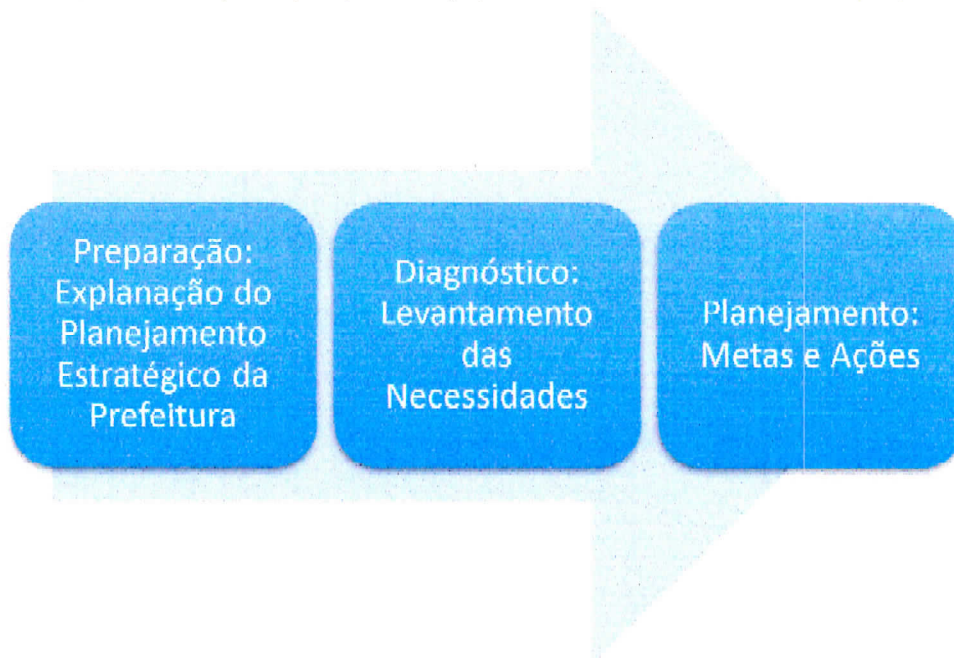 Preparação:
Explanação do
Planejamento
Estratégico da
Prefeitura
Diagnóstico:
Levantamento
das
Necessidades
Planejamento:
Metas e Ações